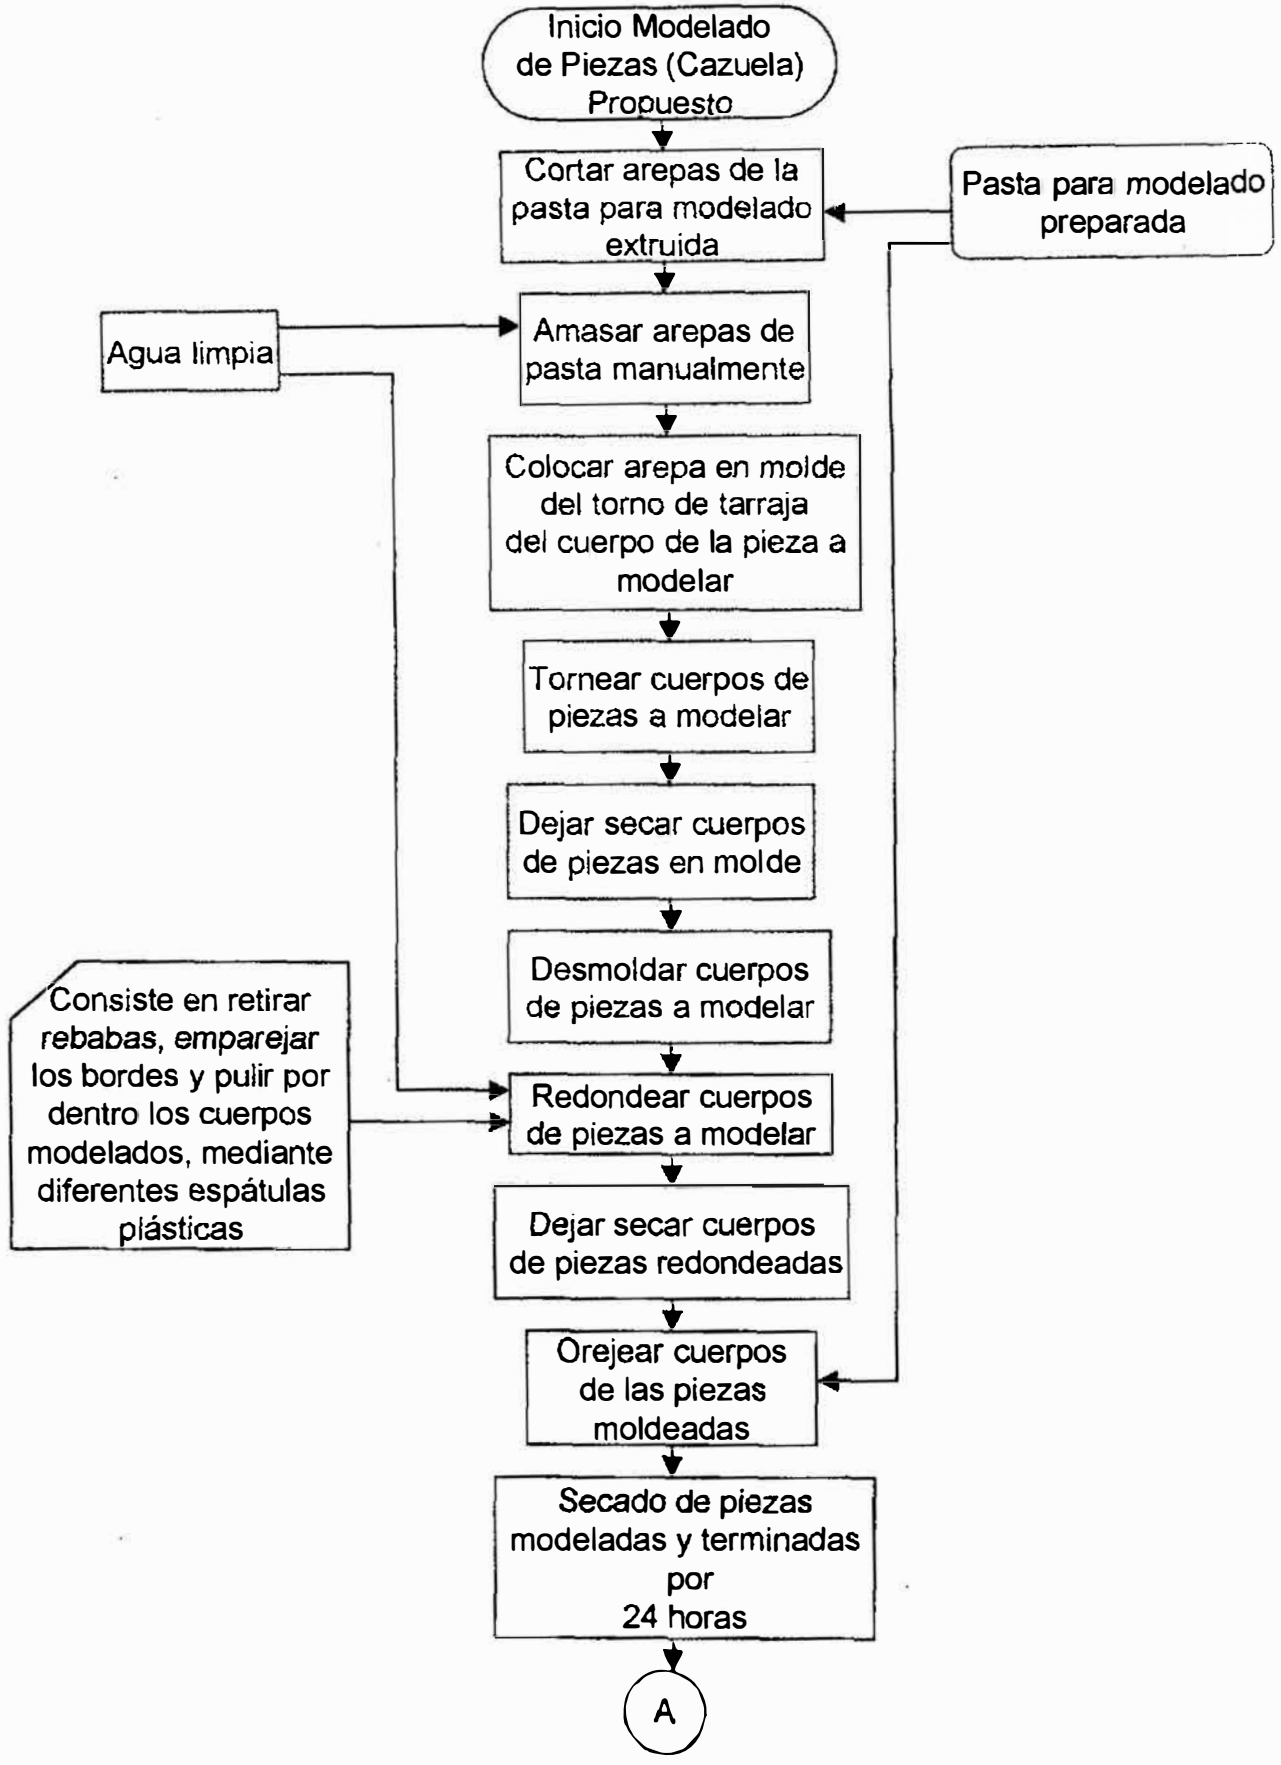 Inicio Modelado
de Piezas (Cazuela)
Propuesto
Cortar arepas de la
pasta para modelado
extruida
Pasta para modelado
preparada
Agua limpia
Amasar arepas de
pasta manualmente
Colocar arepa en molde
del torno de tarraja
del cuerpo de la pieza a
modelar
Tornear cuerpos de
piezas a modelar
Dejar secar cuerpos
de piezas en molde
Desmoldar cuerpos
de piezas a modelar
Consiste en retirar
rebabas, emparejar
los bordes y pulir por
dentro los cuerpos
modelados, mediante
diferentes espátulas
plásticas
Redondear cuerpos
de piezas a modelar
Dejar secar cuerpos
de piezas redondeadas
Orejear cuerpos
de las piezas
moldeadas
Secado de piezas
modeladas y terminadas
por
24 horas
A